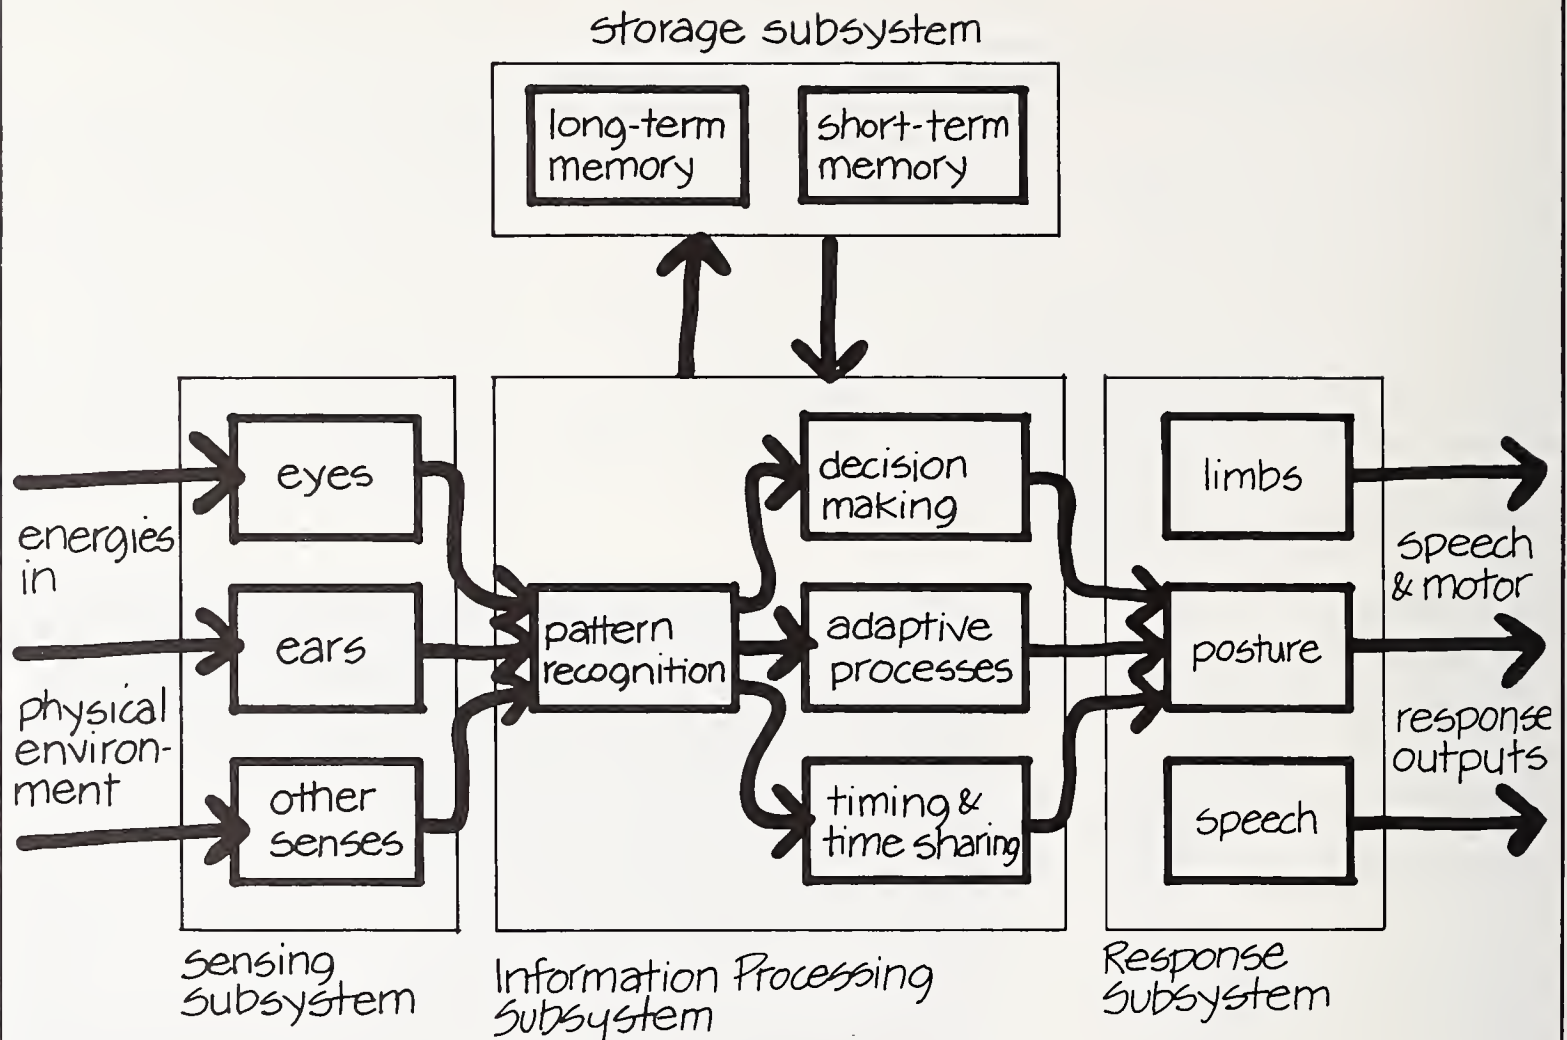 storage subsystem
long-term
memory
short-term
memory
energies
in
physical
environ-
ment
eyes
ears
other
senses
Sensing
Subsystem
pattern
recognition
decision
making
adaptive
processes
timing &
time sharing
Information Processing
Subsystem
limbs
posture
speech
Response
Subsystem
speech
& motor
response
outputs